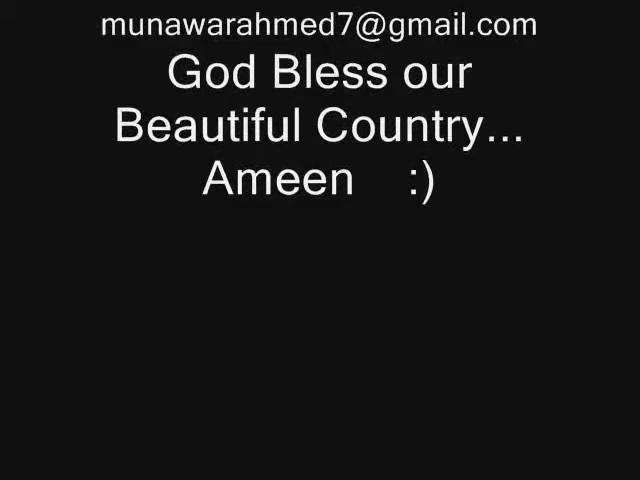 munawarahmed7@gmail.com
God Bless our
Beautiful Country...
Ameen :)